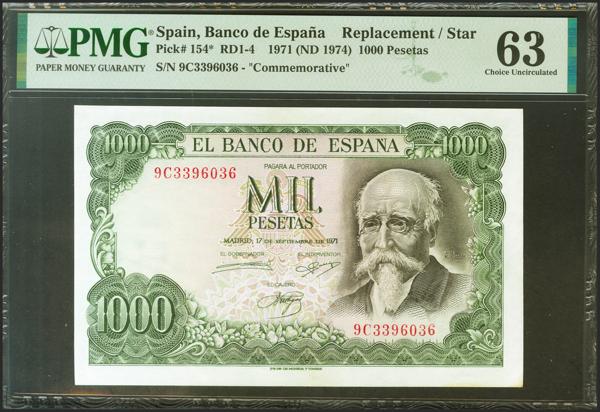 PMG
PAPER MONEY GUARANTY
Spain, Banco de España Replacement / Star
Pick# 154* RD1-4 1971 (ND 1974) 1000 Pesetas
S/N 9C3396036 - "Commemorative"
63
Choice Uncirculated
1000 EL BANCO DE ESPAÑA 1000
PAGARA AL PORTADOR
9C3396036
MIL
PESETAS
MADRID, 17 DE SEPTIEMBRE DE 1971
EL GOBERNADOR EL INTERVENTOR
EL CAJERO
1000
9C3396036